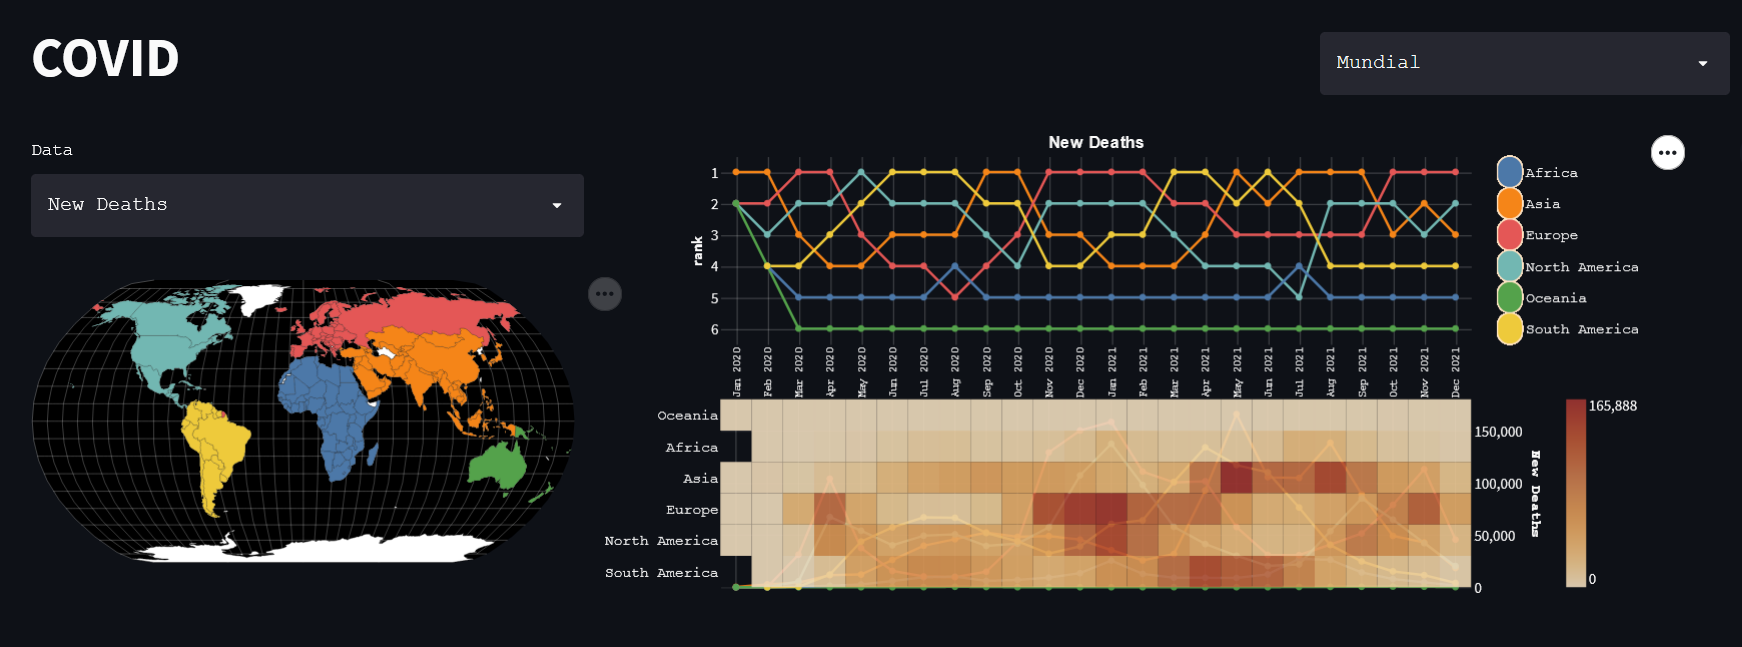 COVID
Mundial
Data
New Deaths
New Deaths
rank
1
2
3
4
5
6
Jan 2020
Feb 2020
Mar 2020
Apr 2020
May 2020
Jun 2020
Jul 2020
Aug 2020
Sep 2020
Oct 2020
Nov 2020
Dec 2020
Jan 2021
Feb 2021
Mar 2021
Apr 2021
May 2021
Jun 2021
Jul 2021
Aug 2021
Sep 2021
Oct 2021
Nov 2021
Dec 2021
Africa
Asia
Europe
North America
Oceania
South America
Oceania
Africa
Asia
Europe
North America
South America
150,000
100,000
50,000
0
New Deaths
165,888
0